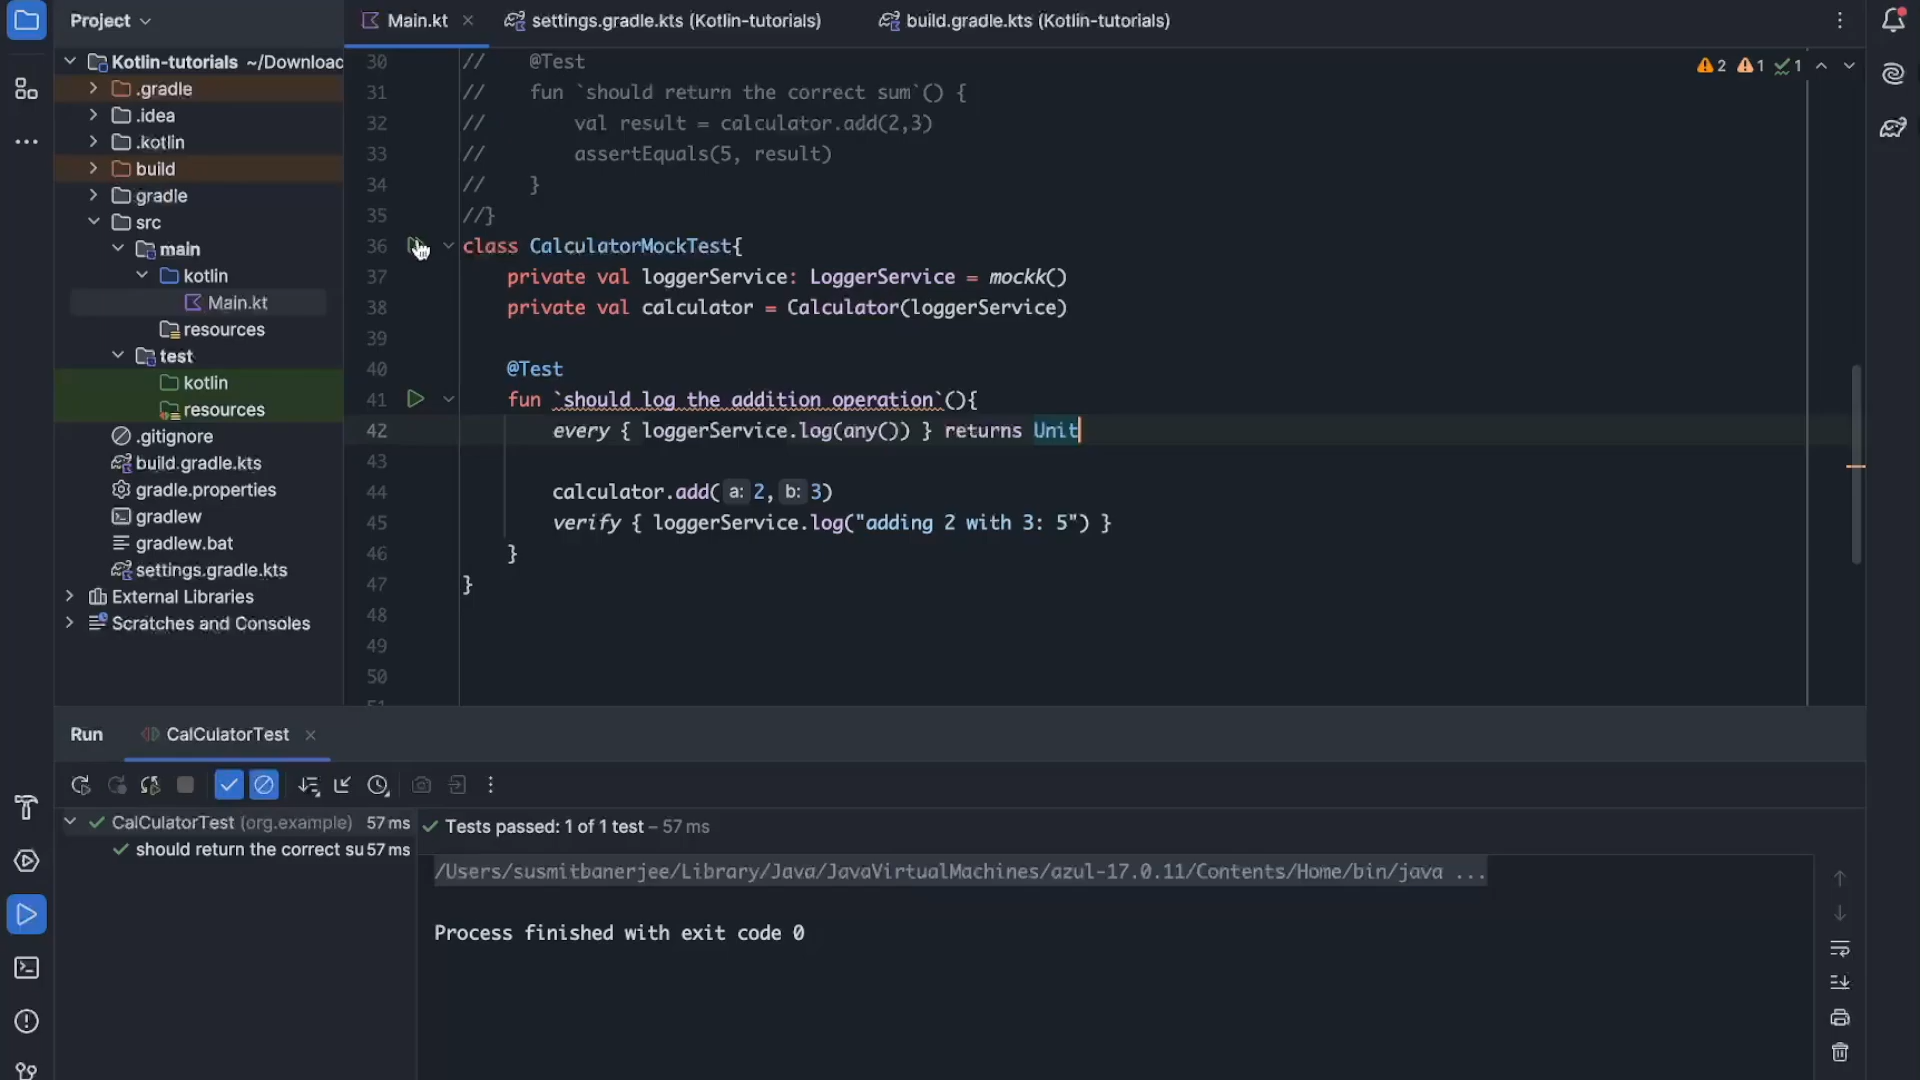 Project
Main.kt
settings.gradle.kts (Kotlin-tutorials)
build.gradle.kts (Kotlin-tutorials)
Kotlin-tutorials ~/Downloac
.gradle
.idea
.kotlin
build
gradle
src
main
kotlin
Main.kt
resources
test
kotlin
resources
.gitignore
build.gradle.kts
gradle.properties
gradlew
gradlew.bat
settings.gradle.kts
External Libraries
Scratches and Consoles
2 1 1
30 // @Test
31 // fun `should return the correct sum`() {
32 // val result = calculator.add(2,3)
33 // assertEquals(5, result)
34 // }
35 //}
36 class CalculatorMockTest{
37 private val loggerService: LoggerService = mockk()
38 private val calculator = Calculator(loggerService)
39
40 @Test
41 fun `should log the addition operation`(){
42 every { loggerService.log(any()) } returns Unit
43
44 calculator.add( a: 2, b: 3)
45 verify { loggerService.log("adding 2 with 3: 5") }
46 }
47 }
48
49
50
51
Run
CalCulatorTest
CalCulatorTest (org.example) 57 ms
should return the correct su 57 ms
Tests passed: 1 of 1 test – 57 ms
/Users/susmitbanerjee/Library/Java/JavaVirtualMachines/azul-17.0.11/Contents/Home/bin/java ...
Process finished with exit code 0